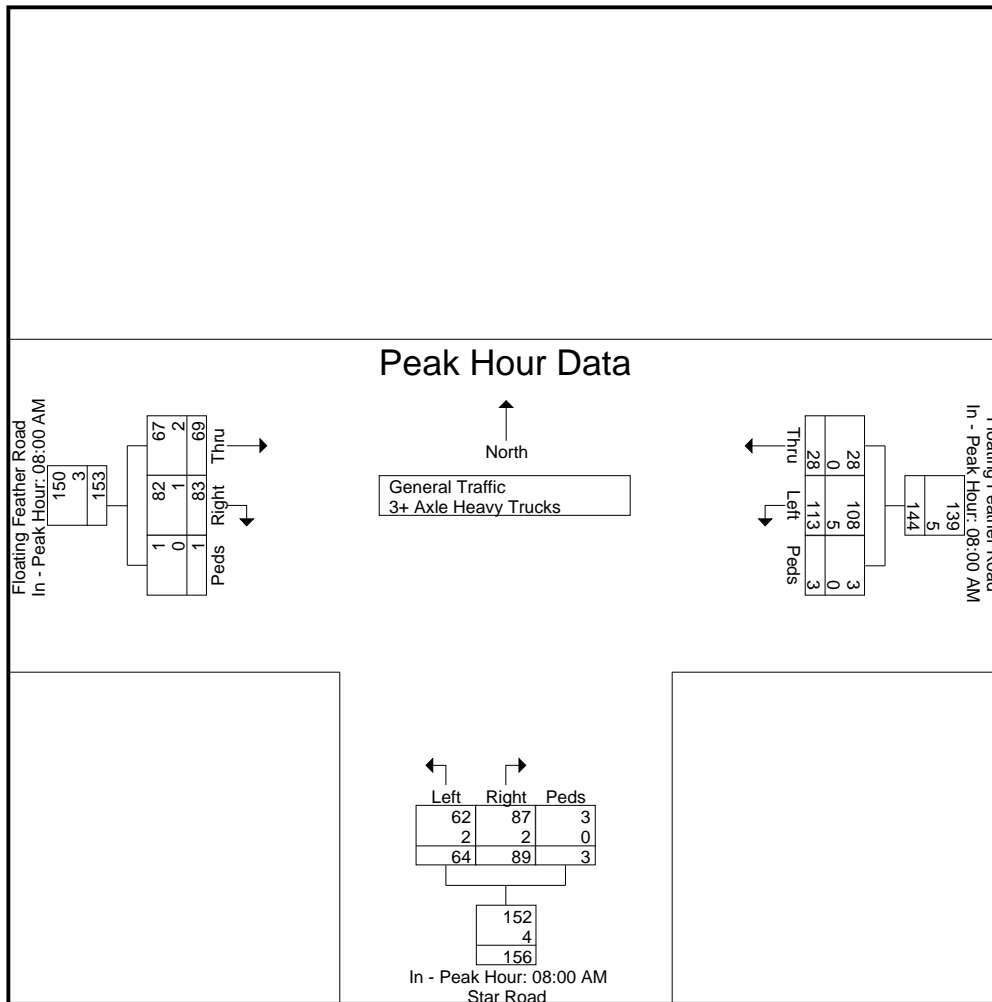 Peak Hour Data
North
General Traffic
3+ Axle Heavy Trucks
Floating Feather Road
In - Peak Hour: 08:00 AM
150
3
153
67 2 69 Thru
82 1 83 Right
1 0 1 Peds
Thru 28 0 28
Left 113 5 108
Peds 3 0 3
144
5
139
In - Peak Hour: 08:00 AM
Floating Feather Road
Left Right Peds
62 87 3
2 2 0
64 89 3
152
4
156
In - Peak Hour: 08:00 AM
Star Road